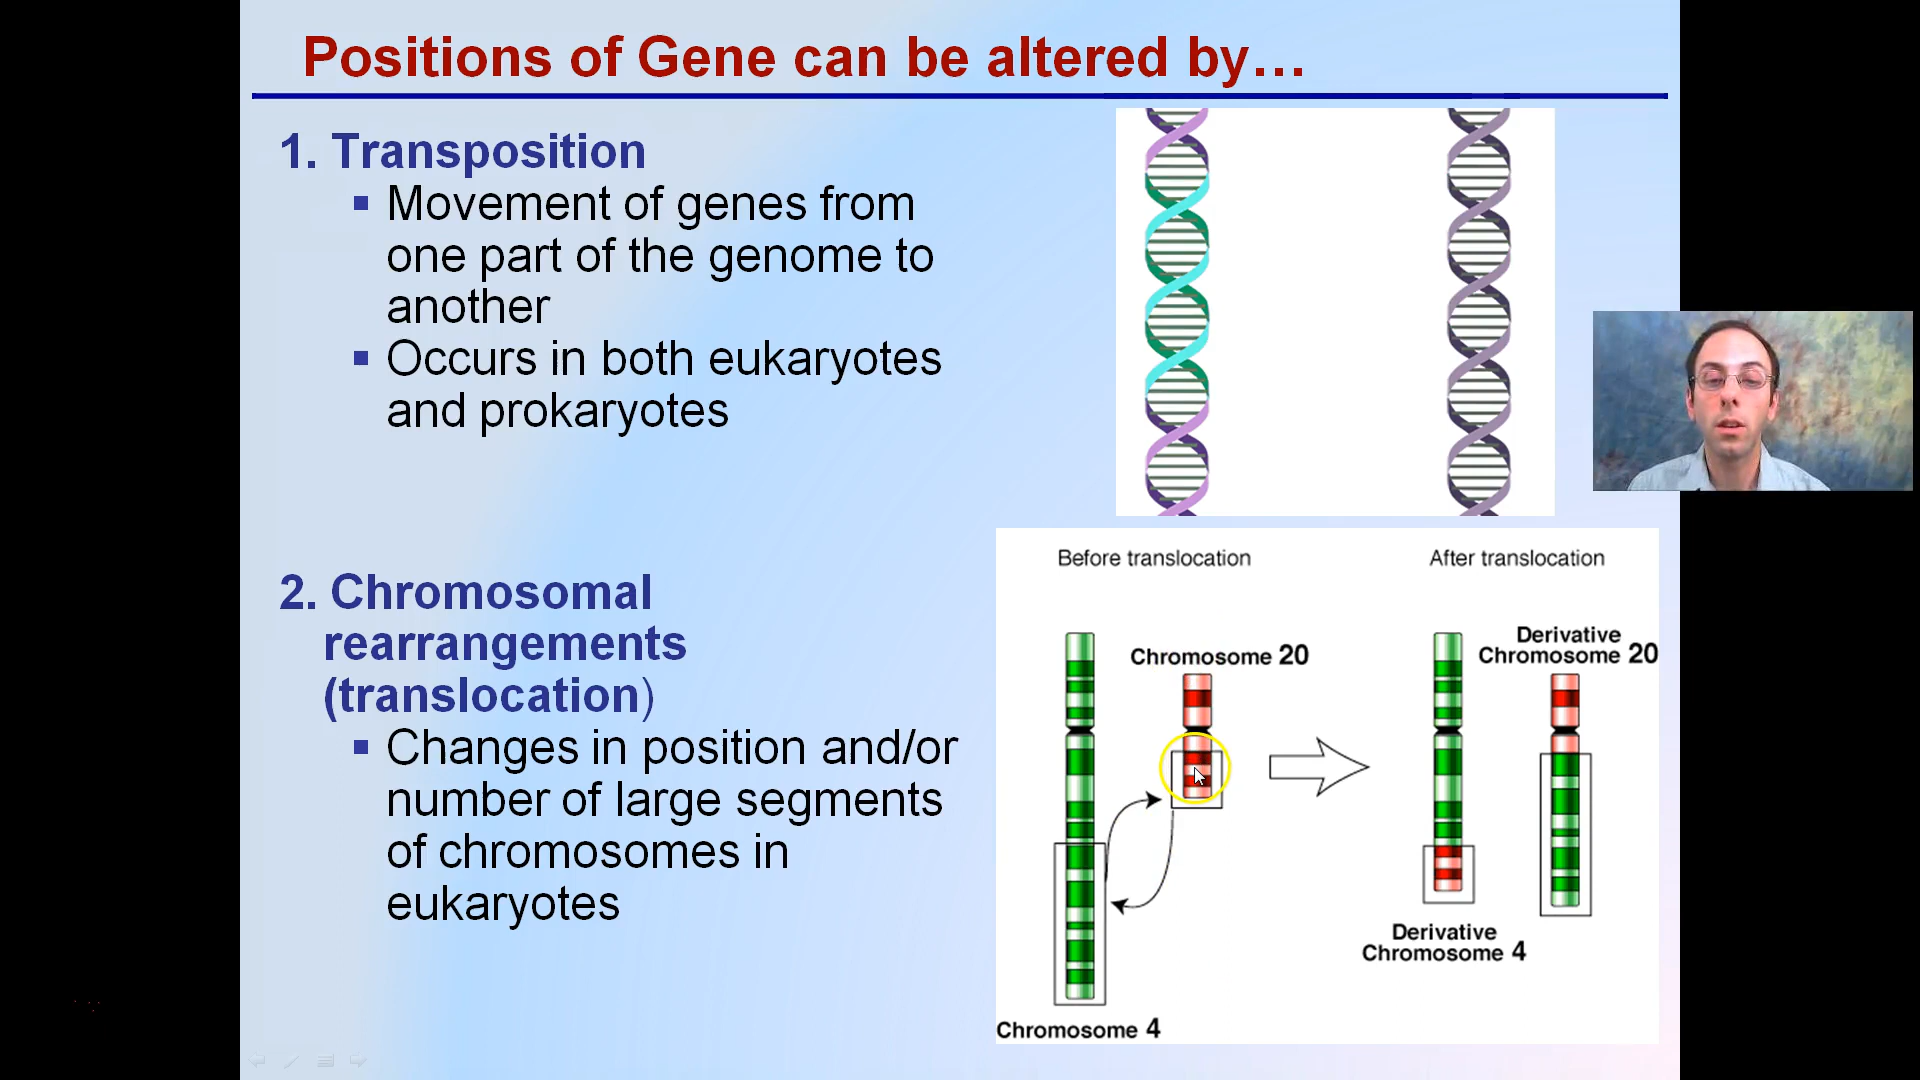 Positions of Gene can be altered by…
1. Transposition
▪ Movement of genes from
one part of the genome to
another
▪ Occurs in both eukaryotes
and prokaryotes
2. Chromosomal
rearrangements
(translocation)
▪ Changes in position and/or
number of large segments
of chromosomes in
eukaryotes
Before translocation
After translocation
Chromosome 20
Derivative
Chromosome 20
Derivative
Chromosome 4
Chromosome 4